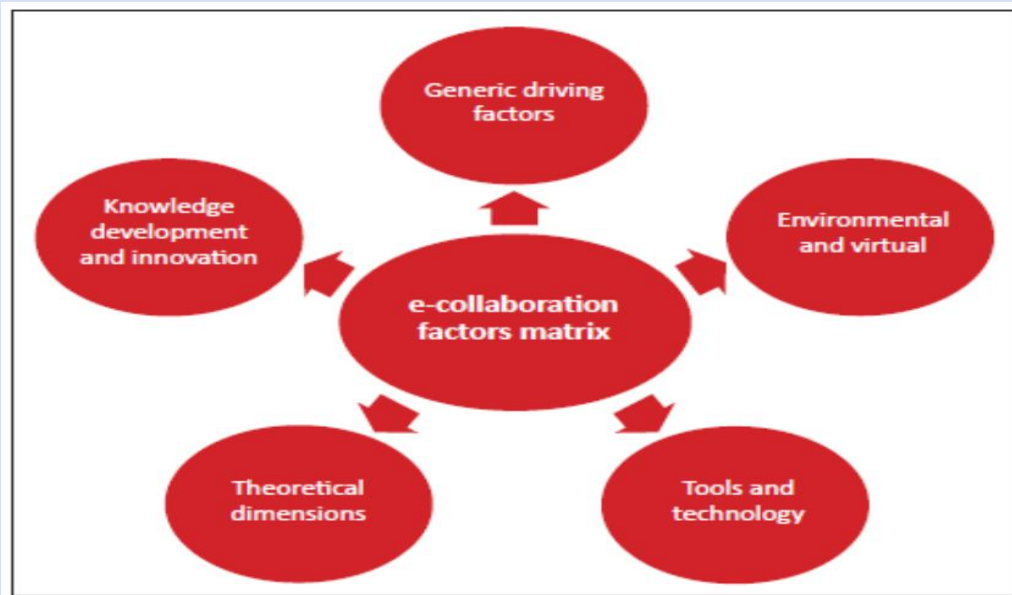 Generic driving
factors
Knowledge
development
and innovation
Environmental
and virtual
e-collaboration
factors matrix
Theoretical
dimensions
Tools and
technology